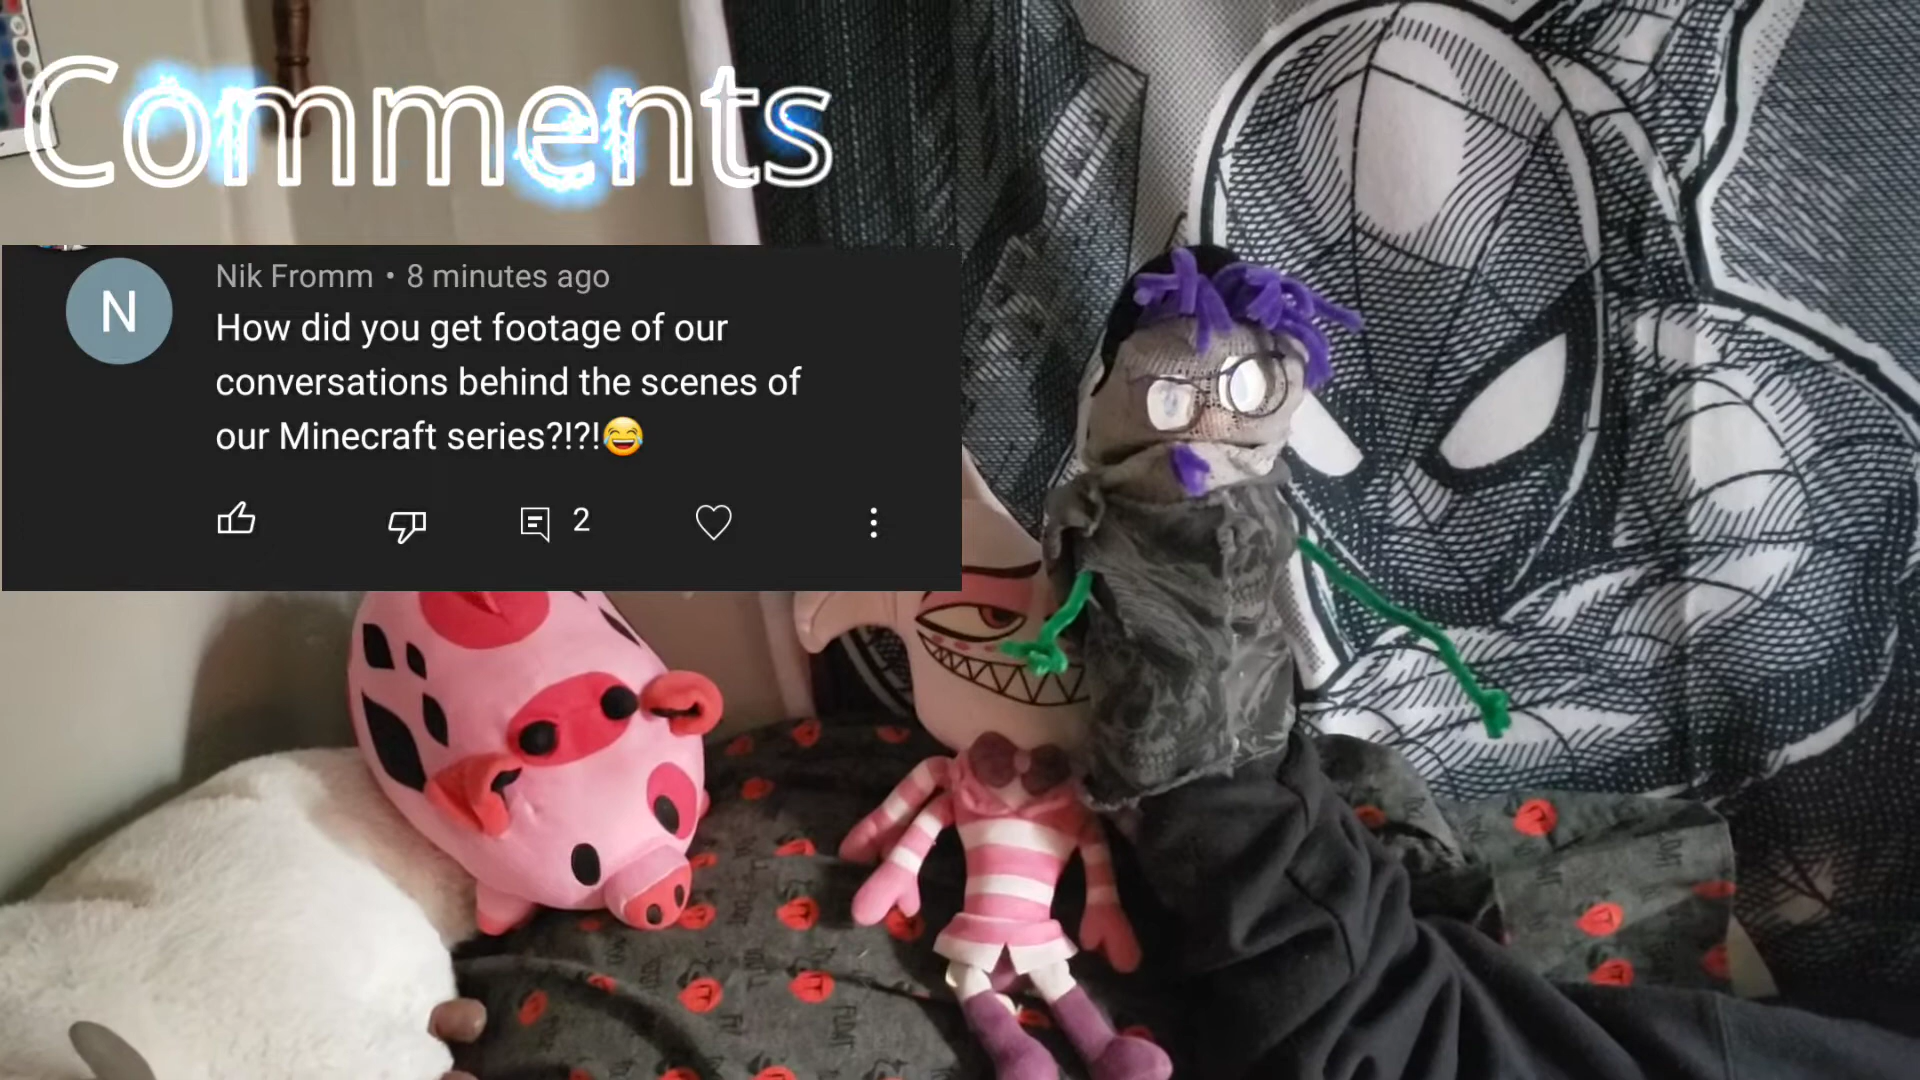 Comments
N
Nik Fromm • 8 minutes ago
How did you get footage of our
conversations behind the scenes of
our Minecraft series?!?!😂
2